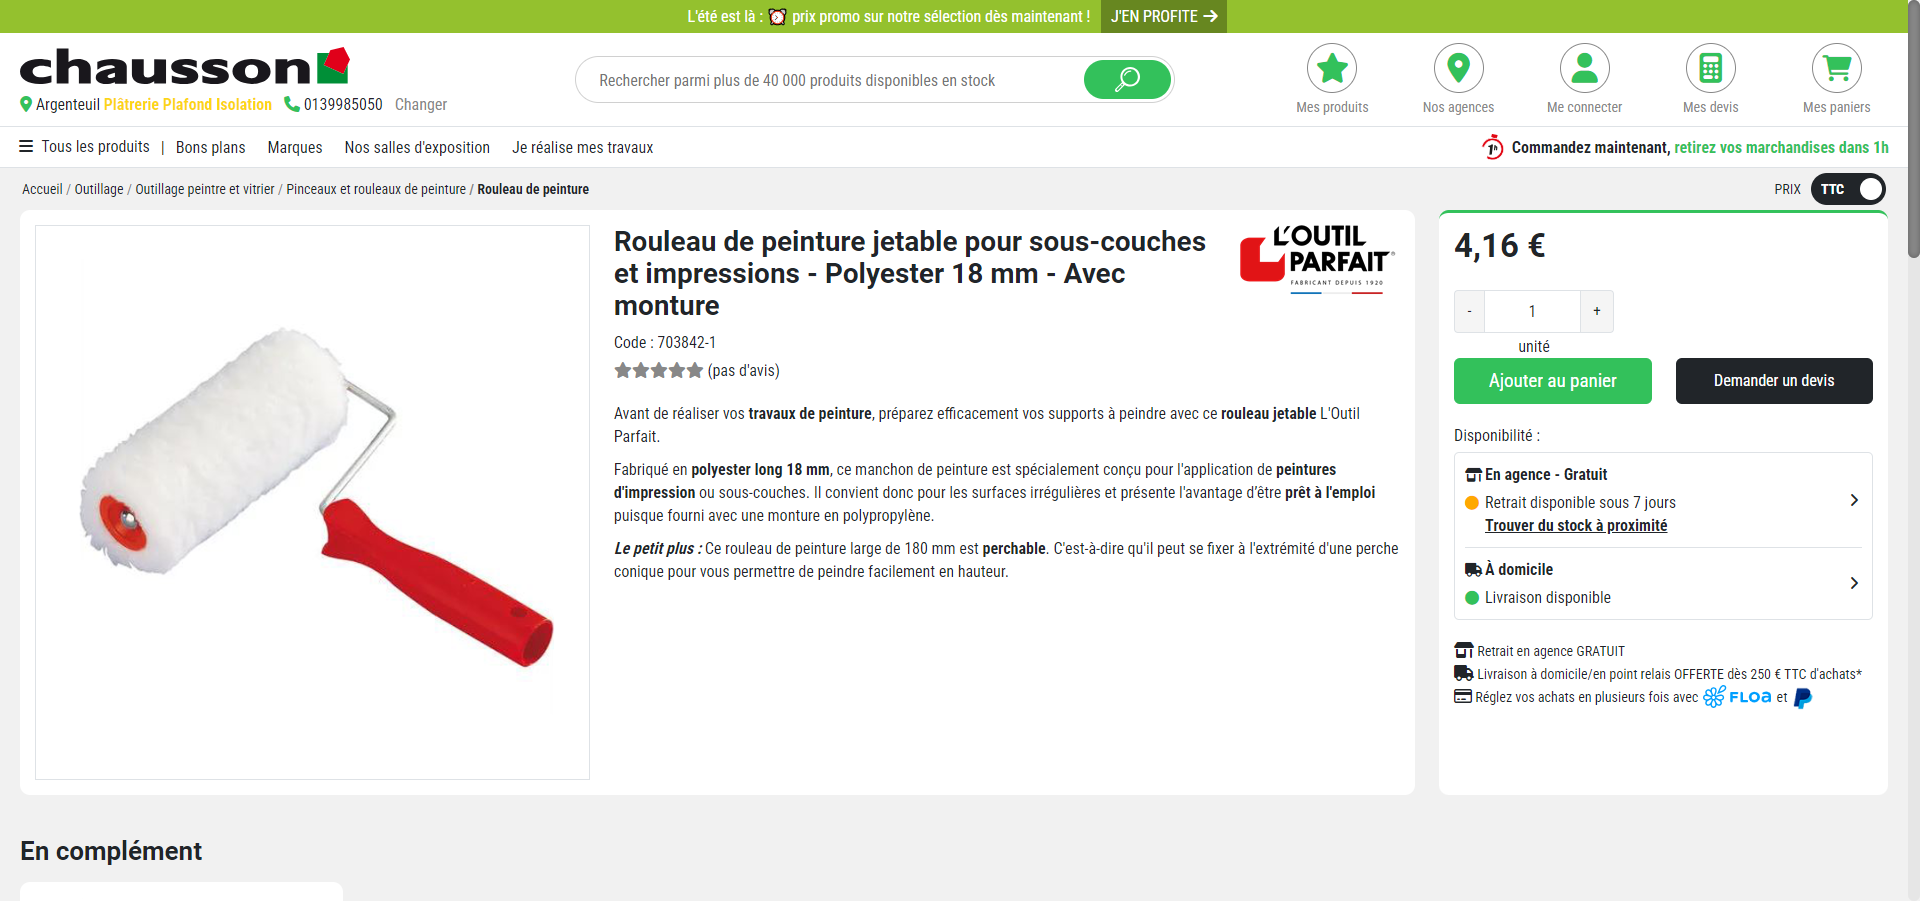 L'été est là : ⏰ prix promo sur notre sélection dès maintenant ! J'EN PROFITE →
chausson
Argenteuil Plâtrerie Plafond Isolation 0139985050 Changer
Rechercher parmi plus de 40 000 produits disponibles en stock
Mes produits
Nos agences
Me connecter
Mes devis
Mes paniers
Tous les produits | Bons plans Marques Nos salles d'exposition Je réalise mes travaux
1h Commandez maintenant, retirez vos marchandises dans 1h
Accueil / Outillage / Outillage peintre et vitrier / Pinceaux et rouleaux de peinture / Rouleau de peinture
PRIX TTC
Rouleau de peinture jetable pour sous-couches
et impressions - Polyester 18 mm - Avec
monture
L'OUTIL
PARFAIT®
FABRICANT DEPUIS 1920
Code : 703842-1
(pas d'avis)
Avant de réaliser vos travaux de peinture, préparez efficacement vos supports à peindre avec ce rouleau jetable L'Outil
Parfait.
Fabriqué en polyester long 18 mm, ce manchon de peinture est spécialement conçu pour l'application de peintures
d'impression ou sous-couches. Il convient donc pour les surfaces irrégulières et présente l'avantage d'être prêt à l'emploi
puisque fourni avec une monture en polypropylène.
Le petit plus : Ce rouleau de peinture large de 180 mm est perchable. C'est-à-dire qu'il peut se fixer à l'extrémité d'une perche
conique pour vous permettre de peindre facilement en hauteur.
4,16 €
- 1 +
unité
Ajouter au panier
Demander un devis
Disponibilité :
En agence - Gratuit
Retrait disponible sous 7 jours
Trouver du stock à proximité
À domicile
Livraison disponible
Retrait en agence GRATUIT
Livraison à domicile/en point relais OFFERTE dès 250 € TTC d'achats*
Réglez vos achats en plusieurs fois avec FLOA et
En complément